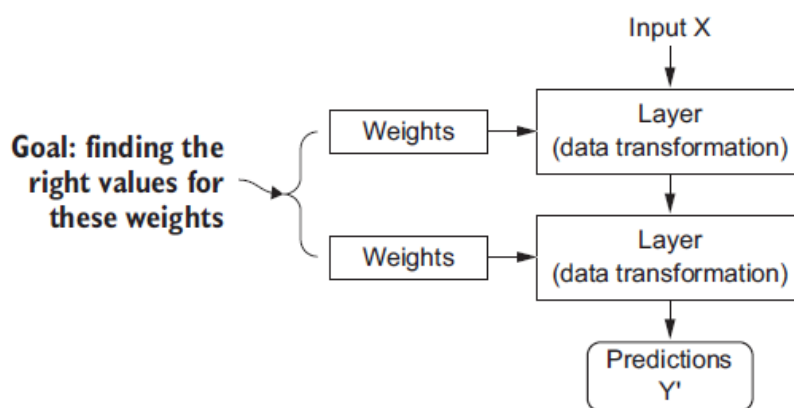 Input X
Weights
Layer
(data transformation)
Goal: finding the
right values for
these weights
Weights
Layer
(data transformation)
Predictions
Y'